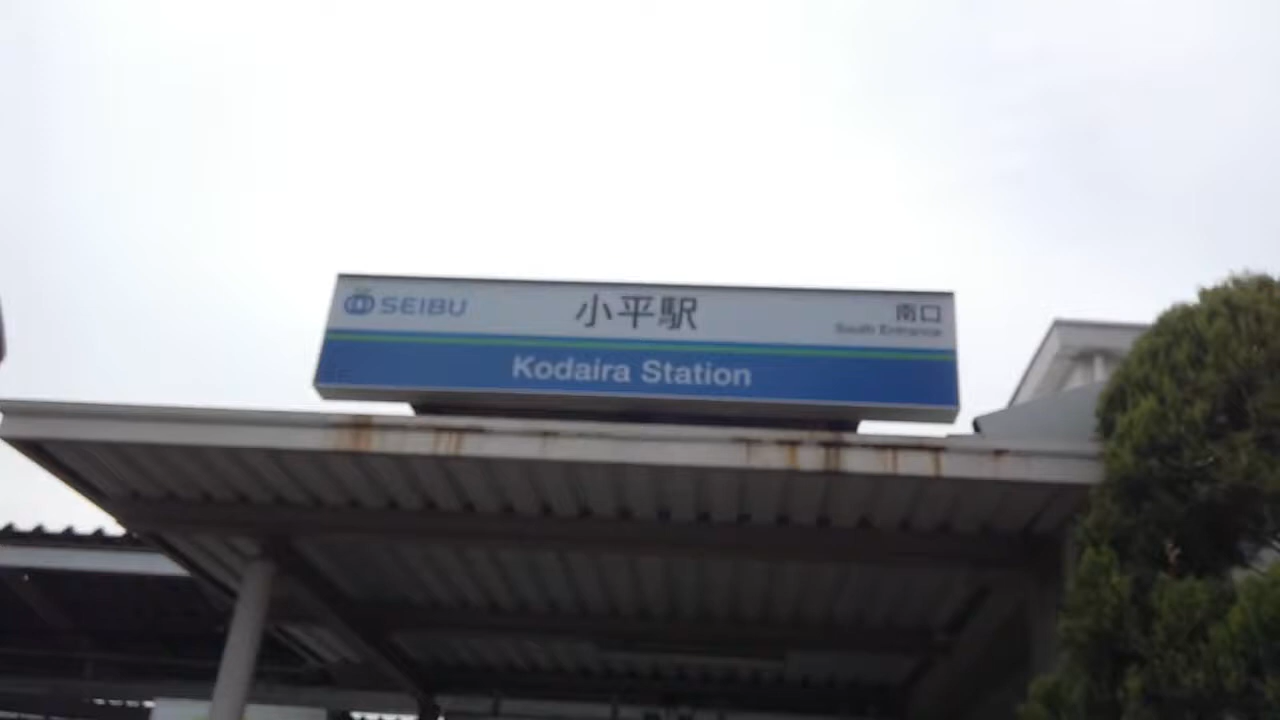 SEIBU
小平駅
南口
South Entrance
Kodaira Station